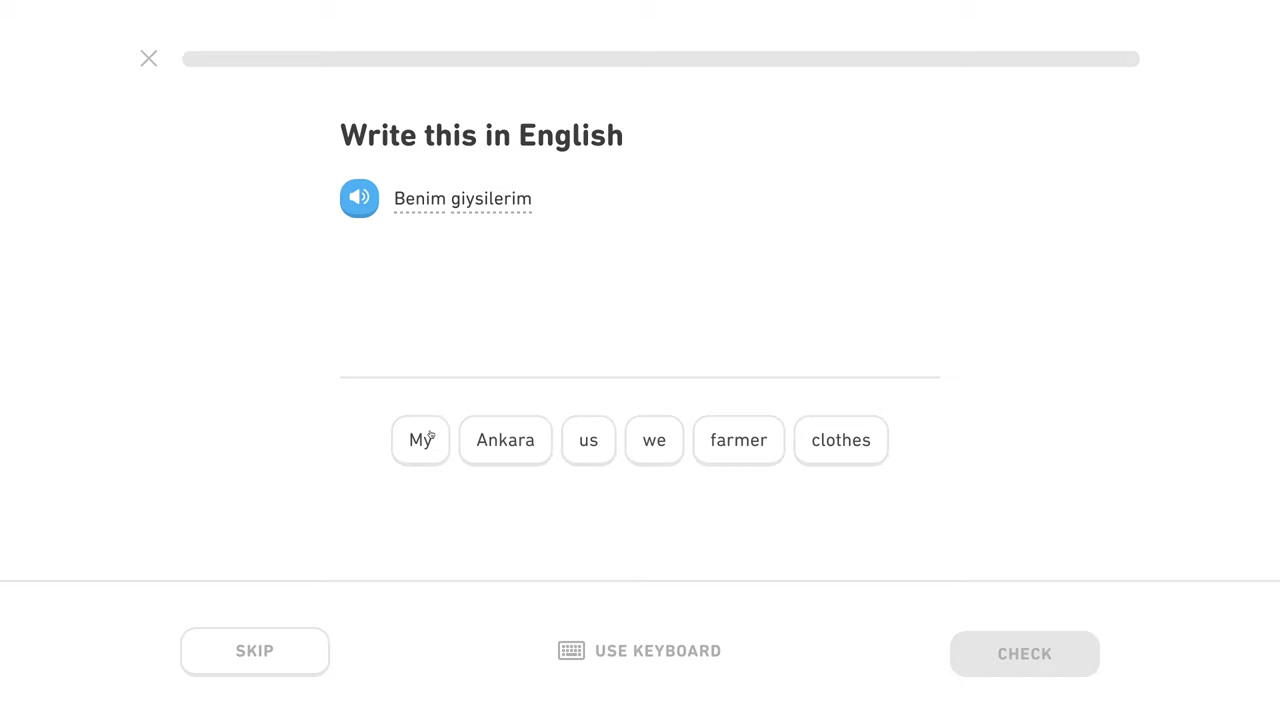 Write this in English
Benim giysilerim
My Ankara us we farmer clothes
SKIP USE KEYBOARD CHECK